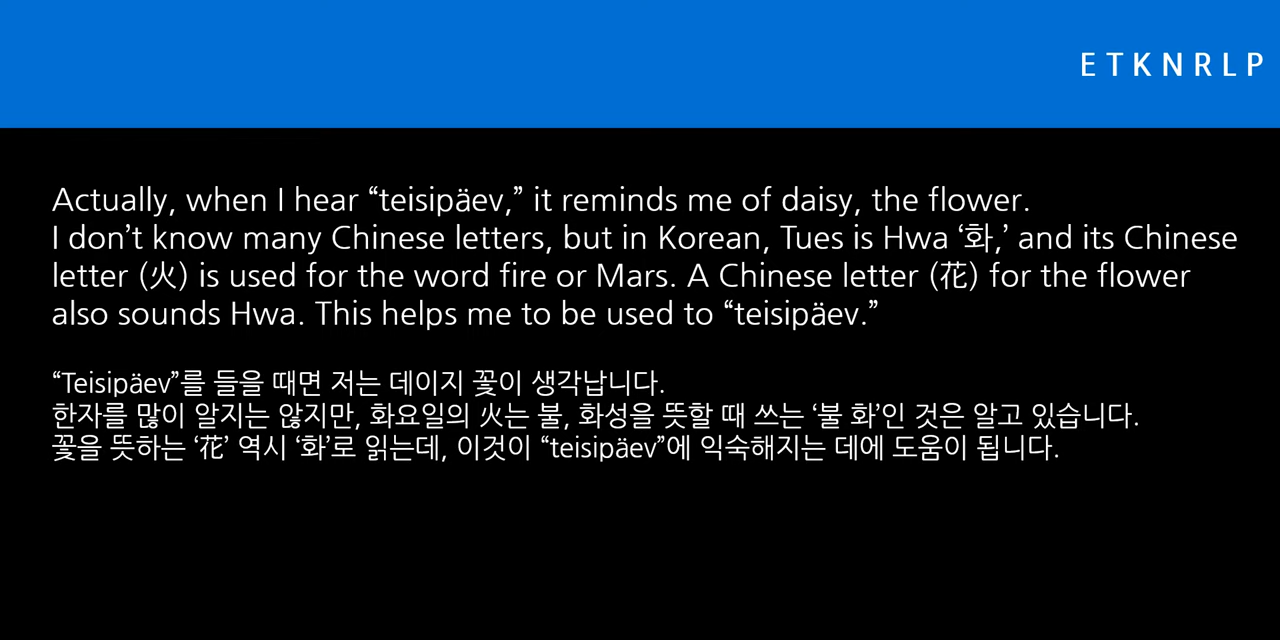 E T K N R L P
Actually, when I hear “teisipäev,” it reminds me of daisy, the flower.
I don’t know many Chinese letters, but in Korean, Tues is Hwa ‘화,’ and its Chinese
letter (火) is used for the word fire or Mars. A Chinese letter (花) for the flower
also sounds Hwa. This helps me to be used to “teisipäev.”
“Teisipäev”를 들을 때면 저는 데이지 꽃이 생각납니다.
한자를 많이 알지는 않지만, 화요일의 火는 불, 화성을 뜻할 때 쓰는 ‘불 화’인 것은 알고 있습니다.
꽃을 뜻하는 ‘花’ 역시 ‘화’로 읽는데, 이것이 “teisipäev”에 익숙해지는 데에 도움이 됩니다.